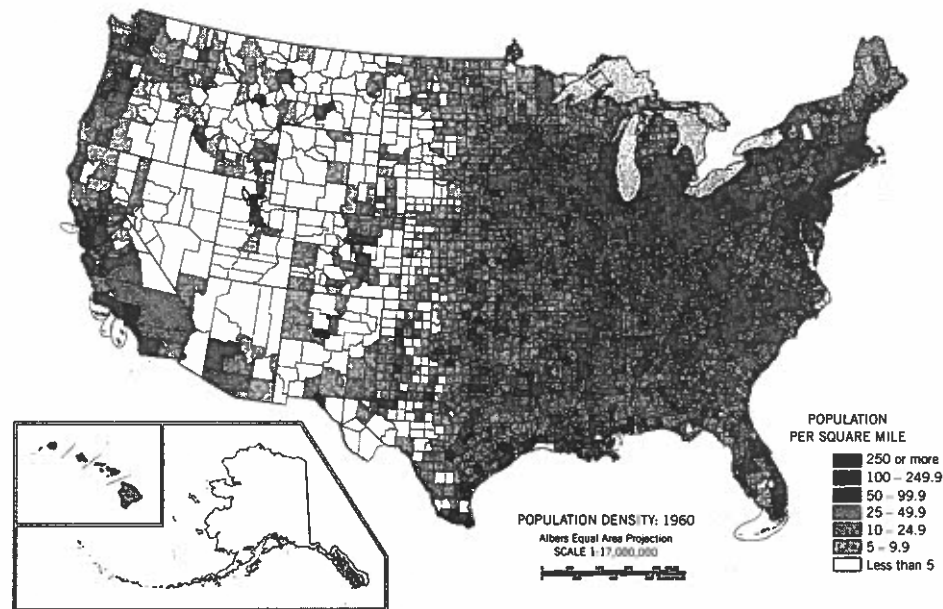 POPULATION
PER SQUARE MILE
250 or more
100 – 249.9
50 – 99.9
25 – 49.9
10 – 24.9
5 – 9.9
Less than 5
POPULATION DENSITY: 1960
Albers Equal Area Projection
SCALE 1:17,000,000